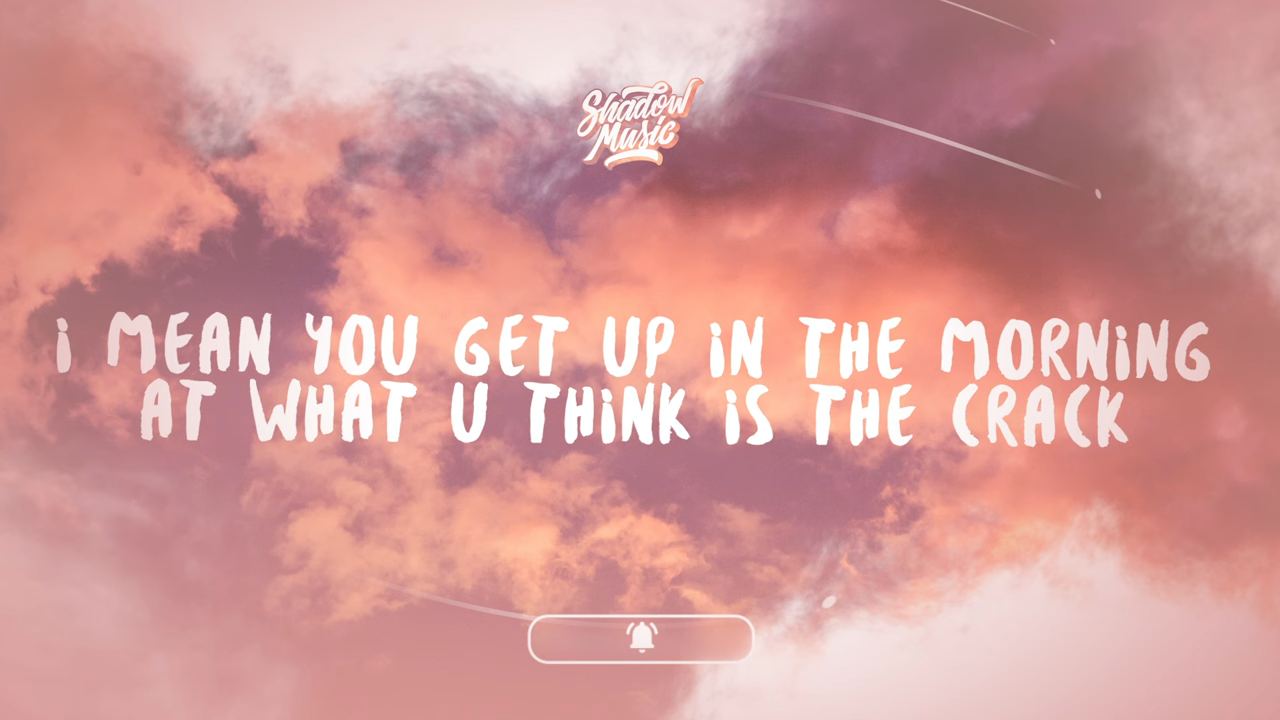 Shadow
Music
i MEAN YOU GET UP iN THE MORNiNG
AT WHAT U THiNK iS THE CRACK